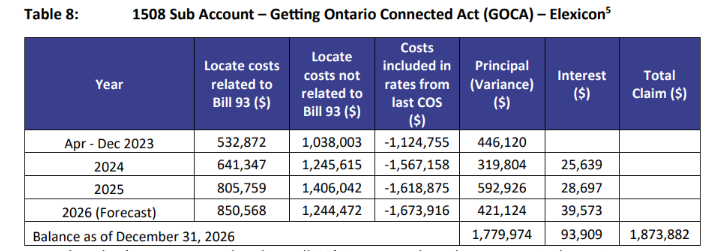 Table 8: 1508 Sub Account – Getting Ontario Connected Act (GOCA) – Elexicon5
Year | Locate costs related to Bill 93 ($) | Locate costs not related to Bill 93 ($) | Costs included in rates from last COS ($) | Principal (Variance) ($) | Interest ($) | Total Claim ($)
Apr - Dec 2023 | 532,872 | 1,038,003 | -1,124,755 | 446,120
2024 | 641,347 | 1,245,615 | -1,567,158 | 319,804 | 25,639
2025 | 805,759 | 1,406,042 | -1,618,875 | 592,926 | 28,697
2026 (Forecast) | 850,568 | 1,244,472 | -1,673,916 | 421,124 | 39,573
Balance as of December 31, 2026 | 1,779,974 | 93,909 | 1,873,882